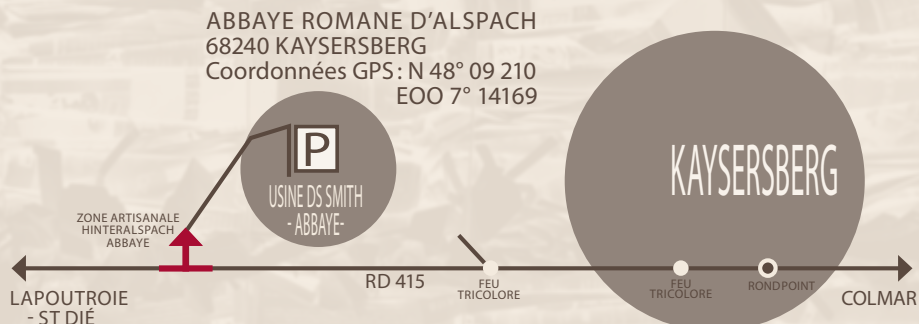 ABBAYE ROMANE D'ALSPACH
68240 KAYSERSBERG
Coordonnées GPS : N 48° 09 210
EOO 7° 14169
P
USINE DS SMITH
- ABBAYE-
KAYSERSBERG
ZONE ARTISANALE
HINTERALSPACH
ABBAYE
RD 415
FEU
TRICOLORE
FEU
TRICOLORE
RONDPOINT
LAPOUTROIE
- ST DIÉ
COLMAR